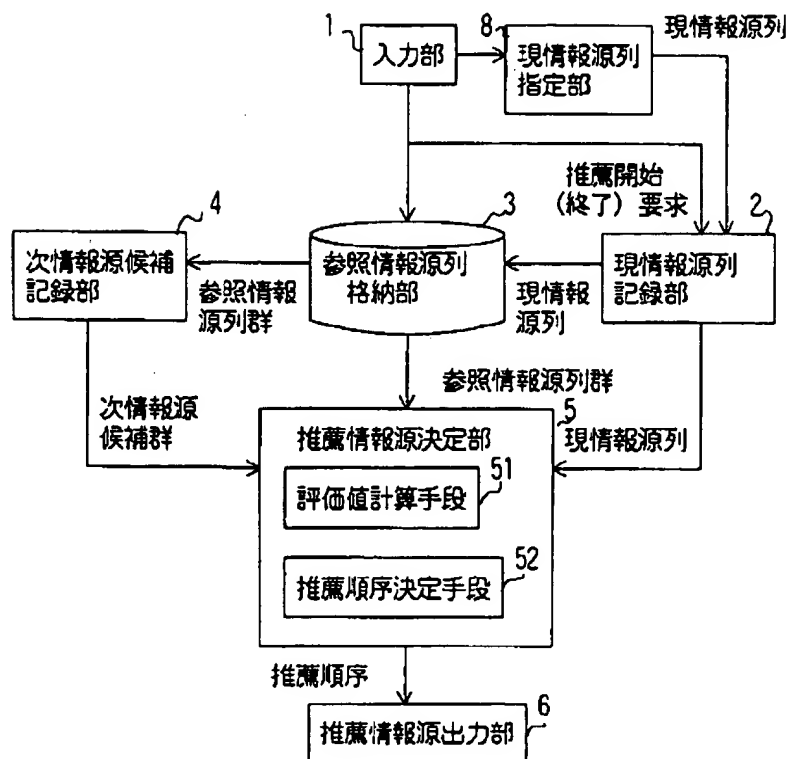 1
入力部
8
現情報源列
指定部
現情報源列
推薦開始
(終了) 要求
4
次情報源候補
記録部
3
参照情報源列
格納部
2
現情報源列
記録部
参照情報
源列群
現情報
源列
参照情報源列群
次情報源
候補群
5
現情報源列
推薦情報源決定部
51
評価値計算手段
52
推薦順序決定手段
推薦順序
6
推薦情報源出力部